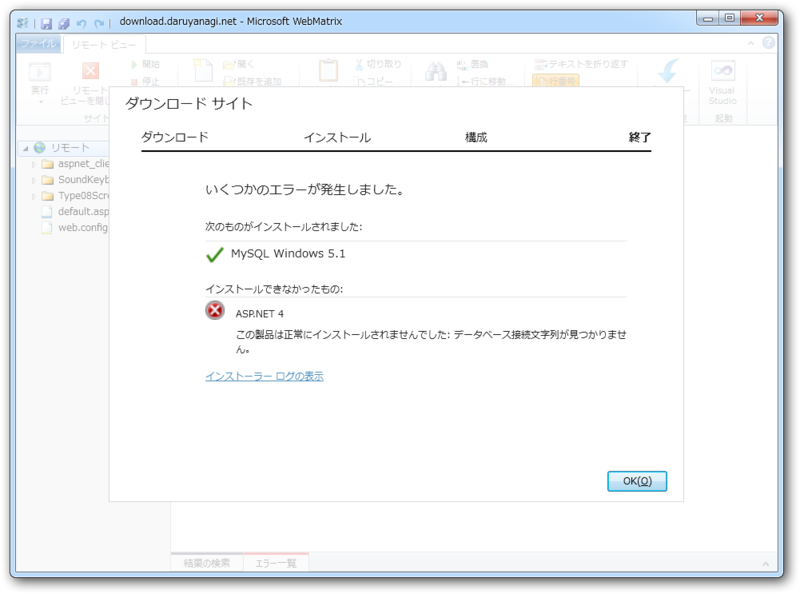 download.daruyanagi.net - Microsoft WebMatrix
ファイル リモート ビュー
開始 開く 切り取り 置換 テキストを折り返す
停止 既存を追加 コピー 行に移動 行番号
実行 リモート Visual
ビューを閉じ Studio
サイト 起動
ダウンロード サイト
ダウンロード インストール 構成 終了
リモート
aspnet_clie
SoundKeyb
Type08Scr
default.asp
web.config
いくつかのエラーが発生しました。
次のものがインストールされました:
MySQL Windows 5.1
インストールできなかったもの:
ASP.NET 4
この製品は正常にインストールされませんでした: データベース接続文字列が見つかりませ
ん。
インストーラー ログの表示
OK(O)
結果の検索 エラー一覧